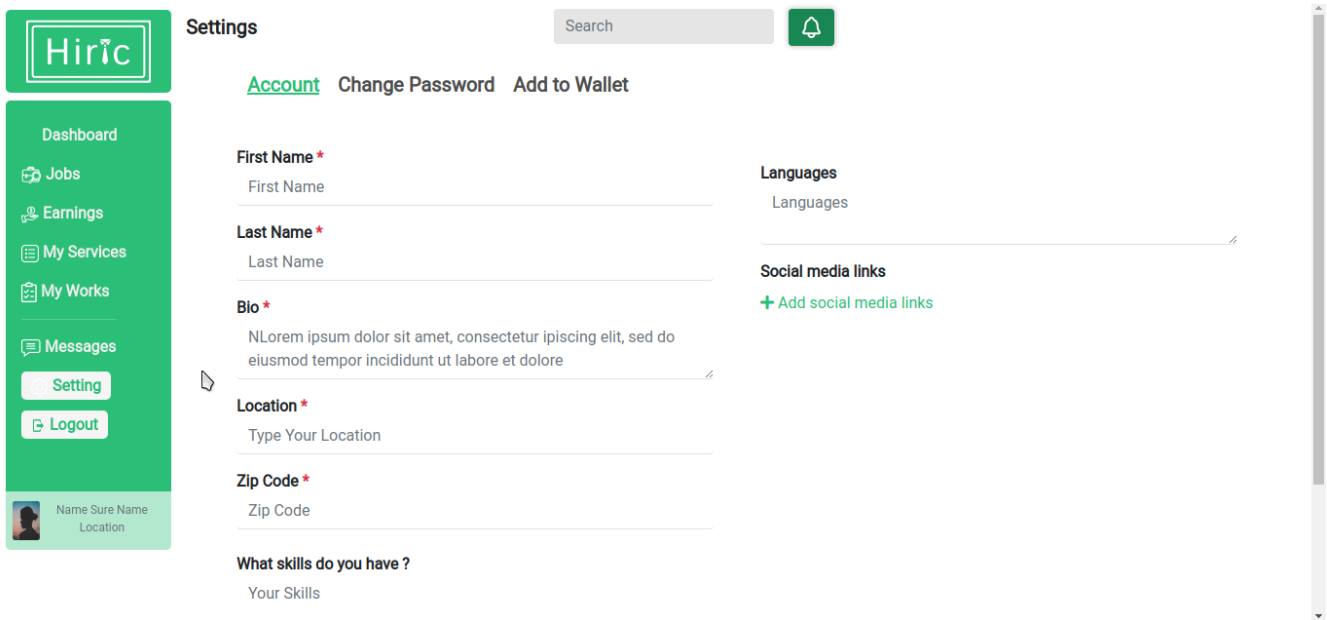 Hiric
Settings
Search
Account Change Password Add to Wallet
Dashboard
Jobs
Earnings
My Services
My Works
Messages
Setting
Logout
Name Sure Name
Location
First Name *
First Name
Last Name *
Last Name
Bio *
NLorem ipsum dolor sit amet, consectetur ipiscing elit, sed do
eiusmod tempor incididunt ut labore et dolore
Location *
Type Your Location
Zip Code *
Zip Code
What skills do you have ?
Your Skills
Languages
Languages
Social media links
+ Add social media links